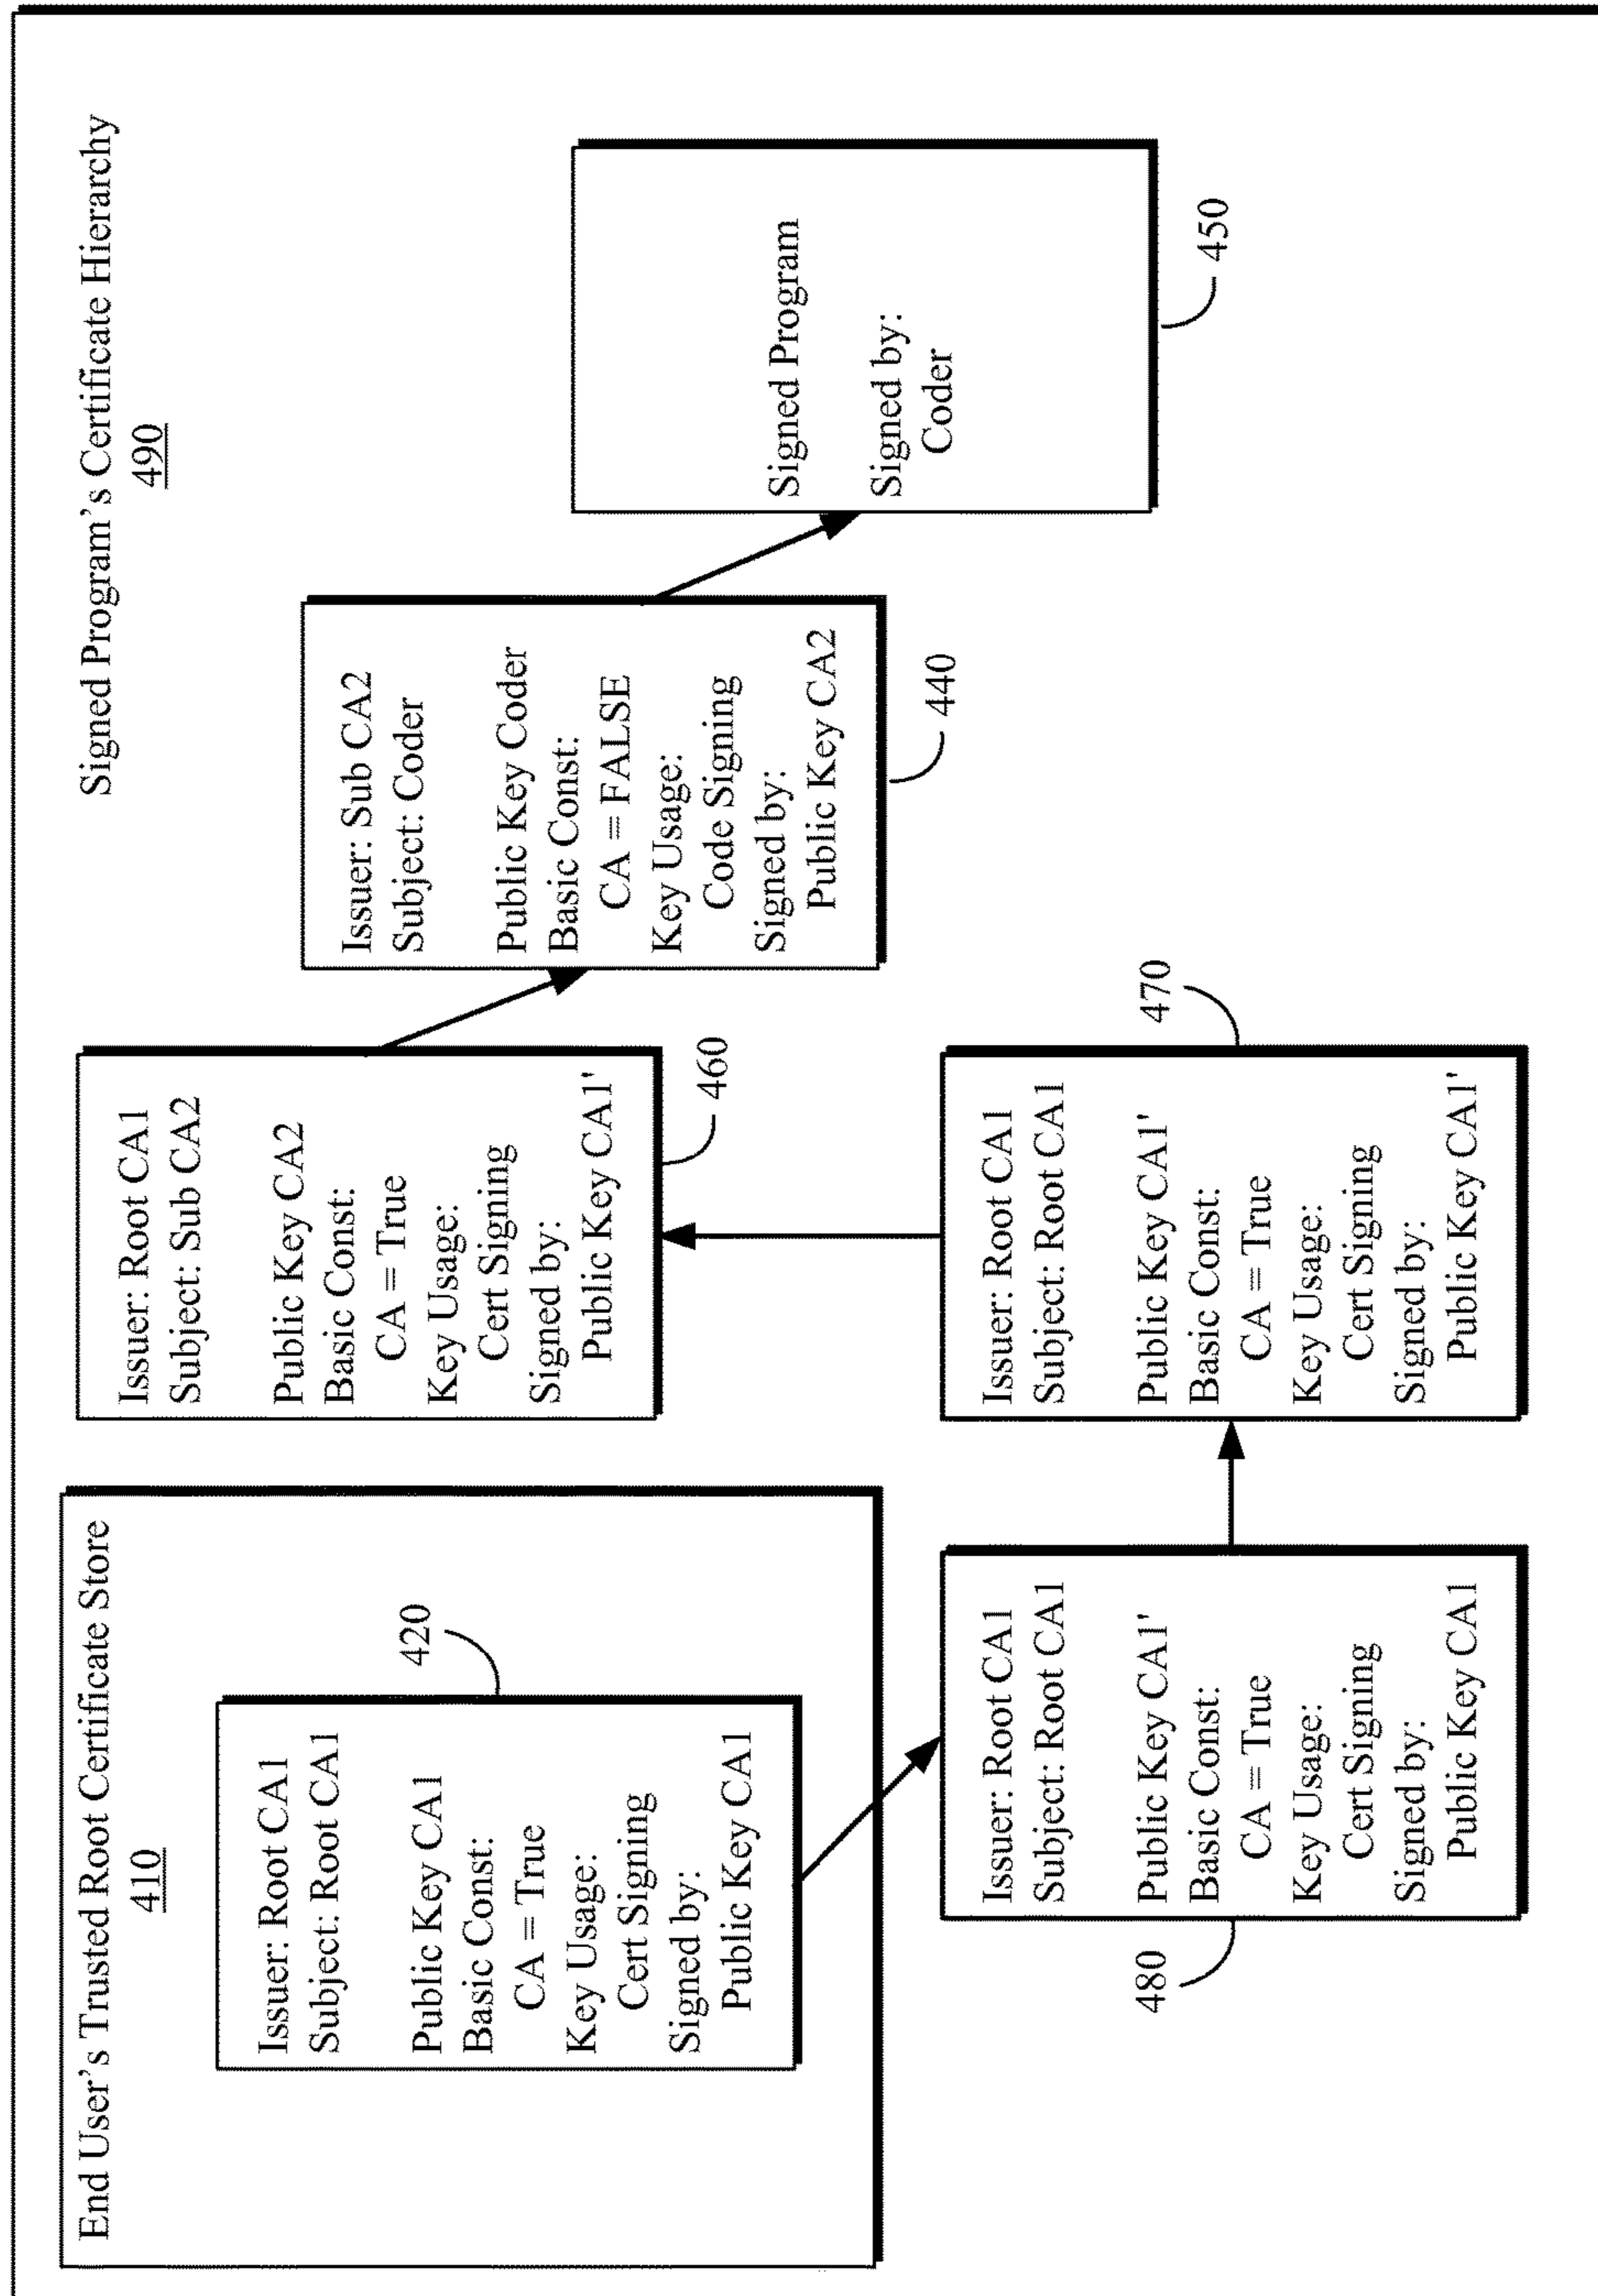 Signed Program’s Certificate Hierarchy
490
End User’s Trusted Root Certificate Store
410
Issuer: Root CA1
Subject: Root CA1
Public Key CA1
Basic Const:
CA = True
Key Usage:
Cert Signing
Signed by:
Public Key CA1
420
Issuer: Root CA1
Subject: Sub CA2
Public Key CA2
Basic Const:
CA = True
Key Usage:
Cert Signing
Signed by:
Public Key CA1'
460
Issuer: Sub CA2
Subject: Coder
Public Key Coder
Basic Const:
CA = FALSE
Key Usage:
Code Signing
Signed by:
Public Key CA2
440
Signed Program
Signed by:
Coder
450
Issuer: Root CA1
Subject: Root CA1
Public Key CA1'
Basic Const:
CA = True
Key Usage:
Cert Signing
Signed by:
Public Key CA1
480
Issuer: Root CA1
Subject: Root CA1
Public Key CA1'
Basic Const:
CA = True
Key Usage:
Cert Signing
Signed by:
Public Key CA1'
470